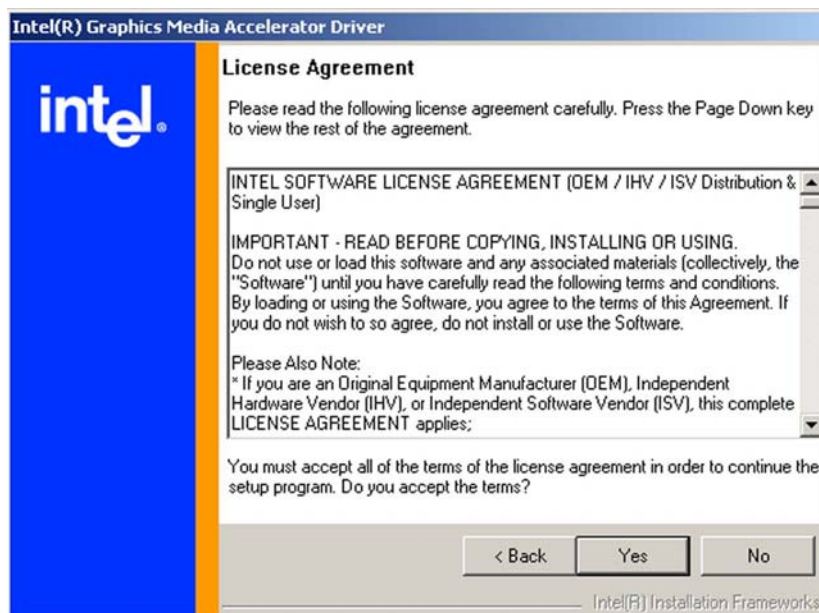 Intel(R) Graphics Media Accelerator Driver
intel®
License Agreement
Please read the following license agreement carefully. Press the Page Down key
to view the rest of the agreement.
INTEL SOFTWARE LICENSE AGREEMENT (OEM / IHV / ISV Distribution &
Single User)
IMPORTANT - READ BEFORE COPYING, INSTALLING OR USING.
Do not use or load this software and any associated materials (collectively, the
"Software") until you have carefully read the following terms and conditions.
By loading or using the Software, you agree to the terms of this Agreement. If
you do not wish to so agree, do not install or use the Software.
Please Also Note:
* If you are an Original Equipment Manufacturer (OEM), Independent
Hardware Vendor (IHV), or Independent Software Vendor (ISV), this complete
LICENSE AGREEMENT applies;
You must accept all of the terms of the license agreement in order to continue the
setup program. Do you accept the terms?
< Back
Yes
No
Intel(R) Installation Frameworks